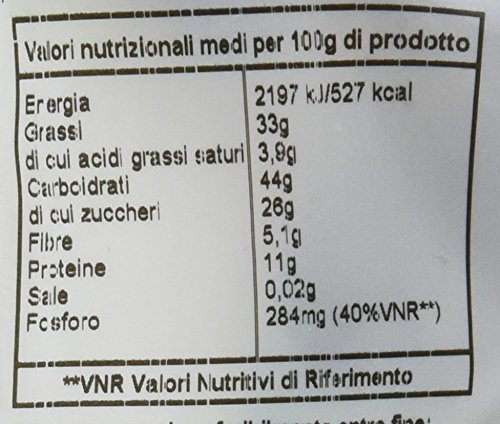 Valori nutrizionali medi per 100g di prodotto
Energia 2197 kJ/527 kcal
Grassi 33g
di cui acidi grassi saturi 3,9g
Carboidrati 44g
di cui zuccheri 26g
Fibre 5,1g
Proteine 11g
Sale 0,02g
Fosforo 284mg (40%VNR**)
**VNR Valori Nutritivi di Riferimento
entro fine: